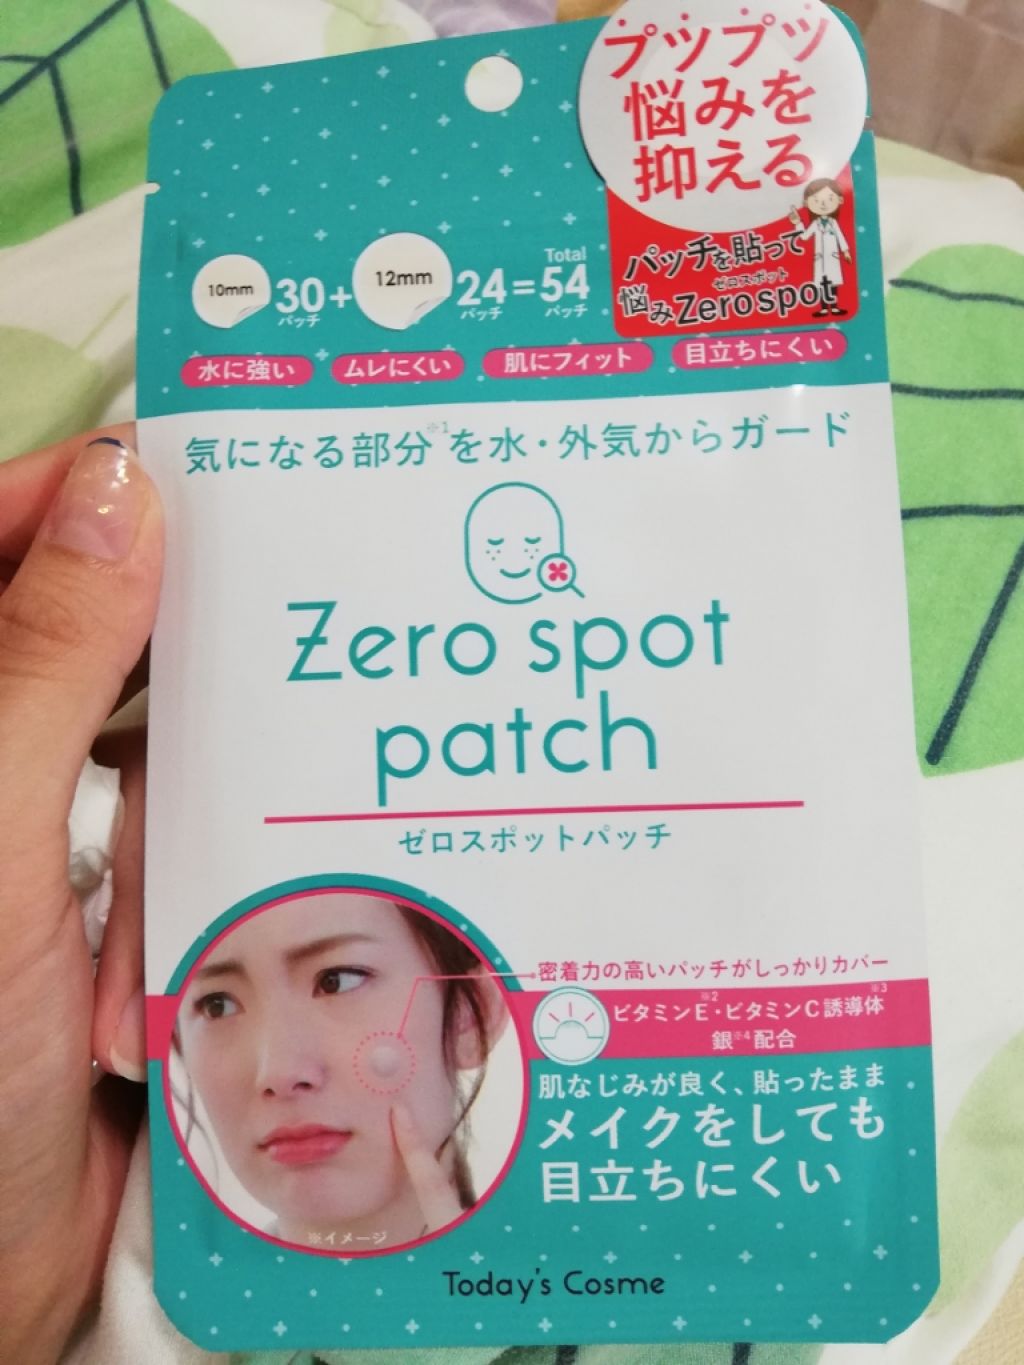 プツプツ
悩みを
抑える
パッチを貼って
ゼロスポット
悩みZerospot
10mm
30
パッチ
+
12mm
24
パッチ
=
Total
54
パッチ
水に強い
ムレにくい
肌にフィット
目立ちにくい
気になる部分※1を水・外気からガード
Zero spot
patch
ゼロスポットパッチ
密着力の高いパッチがしっかりカバー
ビタミンE※2・ビタミンC誘導体※3
銀※4配合
肌なじみが良く、貼ったまま
メイクをしても
目立ちにくい
※イメージ
Today's Cosme